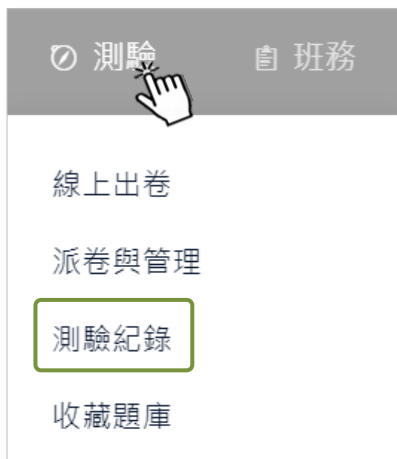 測驗 班務
線上出卷
派卷與管理
測驗紀錄
收藏題庫